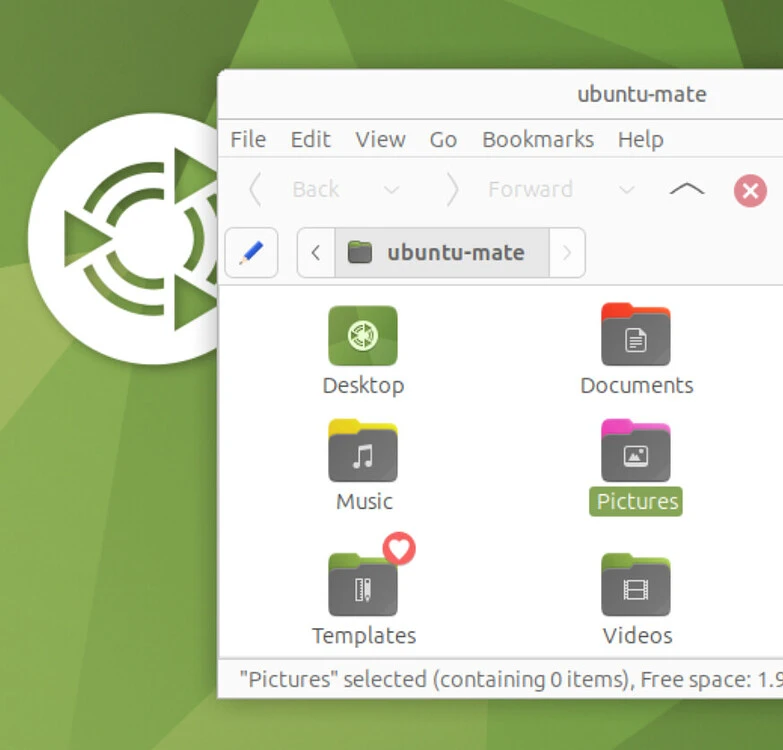 ubuntu-mate
File Edit View Go Bookmarks Help
Back Forward
ubuntu-mate
Desktop Documents
Music Pictures
Templates Videos
"Pictures" selected (containing 0 items), Free space: 1.9